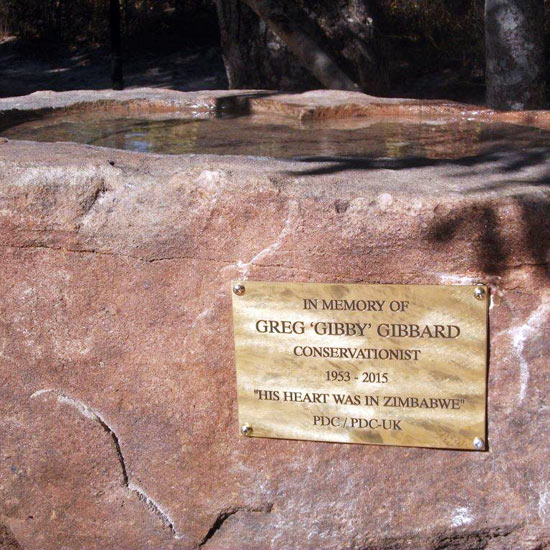 IN MEMORY OF
GREG 'GIBBY' GIBBARD
CONSERVATIONIST
1953 - 2015
"HIS HEART WAS IN ZIMBABWE"
PDC / PDC-UK